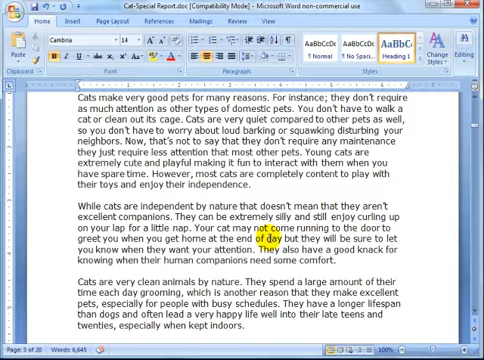 Cat-Special Report.doc [Compatibility Mode] - Microsoft Word non-commercial use
Home Insert Page Layout References Mailings Review View
Paste
Cambria 14
AaBbCcDc AaBbCcDc AaBbC
¶ Normal ¶ No Spaci... Heading 1
Change Styles
Editing
Clipboard Font Paragraph Styles
Cats make very good pets for many reasons. For instance; they don't require
as much attention as other types of domestic pets. You don't have to walk a
cat or clean out its cage. Cats are very quiet compared to other pets as well,
so you don't have to worry about loud barking or squawking disturbing your
neighbors. Now, that's not to say that they don't require any maintenance
they just require less attention that most other pets. Young cats are
extremely cute and playful making it fun to interact with them when you
have spare time. However, most cats are completely content to play with
their toys and enjoy their independence.
While cats are independent by nature that doesn't mean that they aren't
excellent companions. They can be extremely silly and still enjoy curling up
on your lap for a little nap. Your cat may not come running to the door to
greet you when you get home at the end of day but they will be sure to let
you know when they want your attention. They also have a good knack for
knowing when their human companions need some comfort.
Cats are very clean animals by nature. They spend a large amount of their
time each day grooming, which is another reason that they make excellent
pets, especially for people with busy schedules. They have a longer lifespan
than dogs and often lead a very happy life well into their late teens and
twenties, especially when kept indoors.
Page: 3 of 20 Words: 6,645 100%